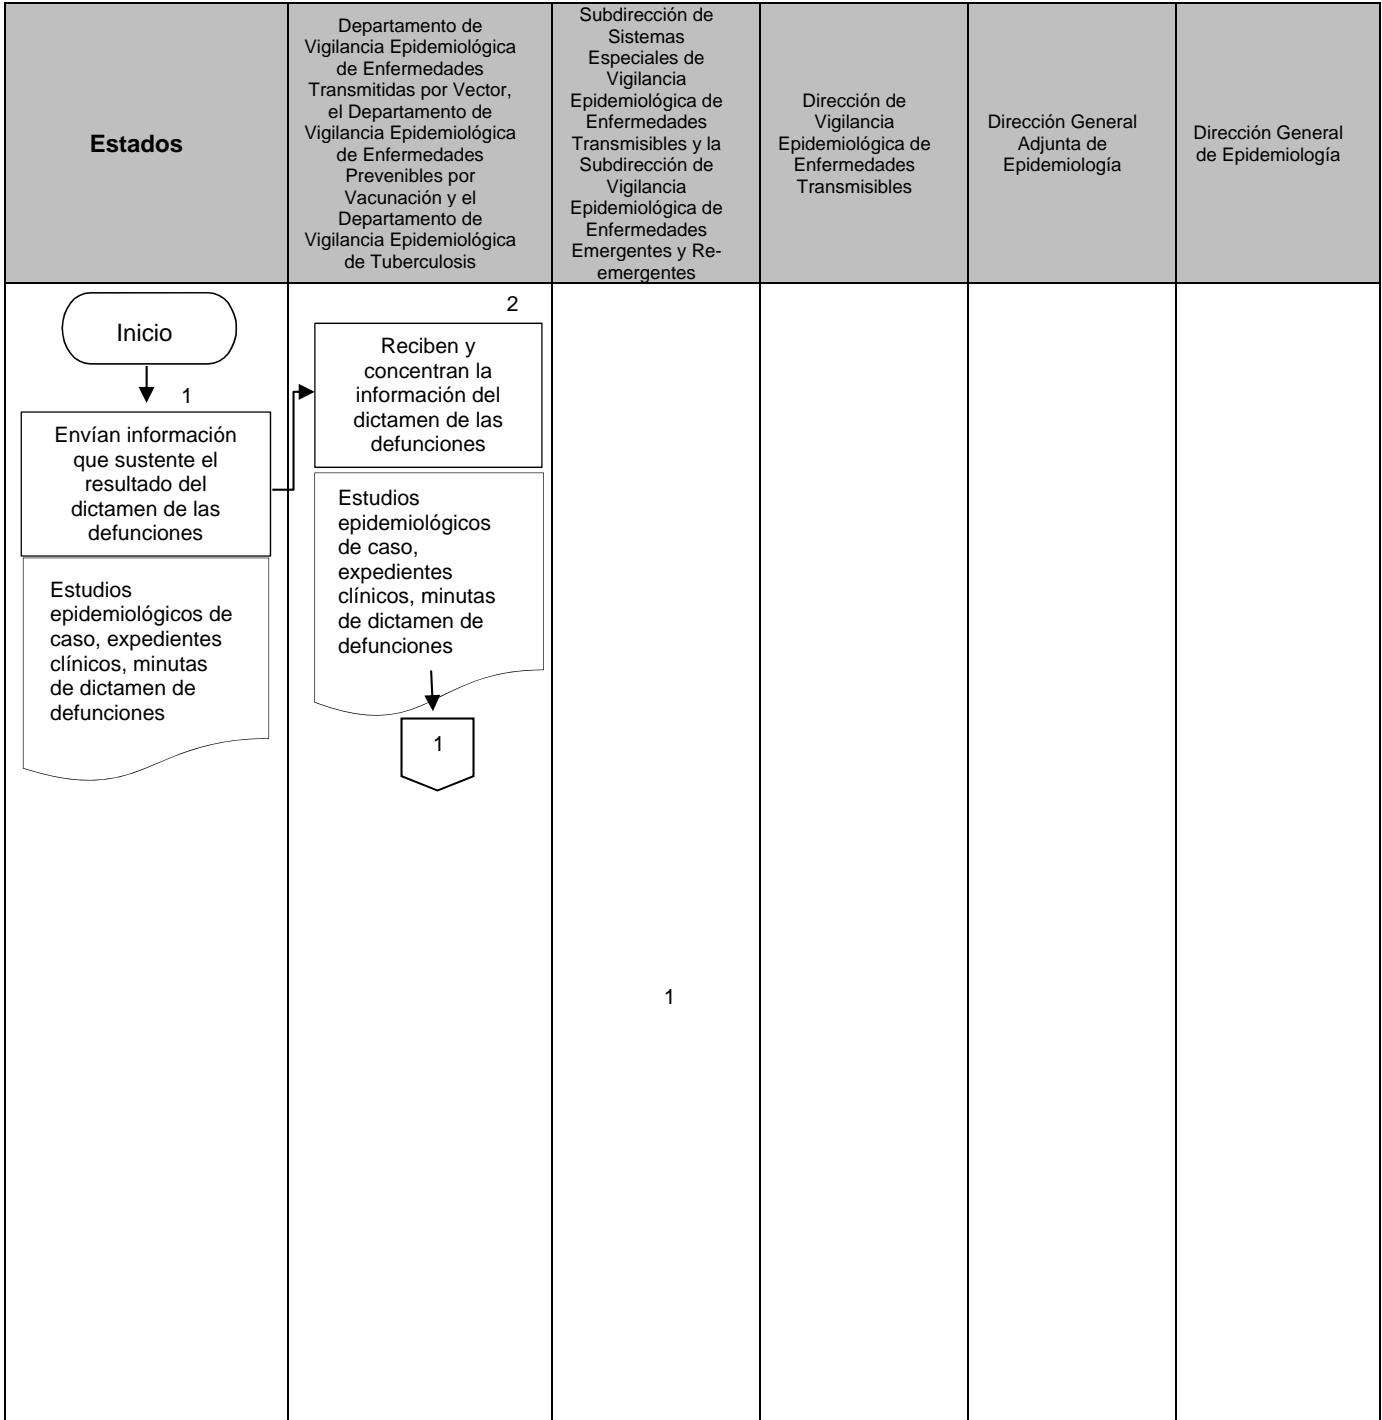 Estados
Departamento de
Vigilancia Epidemiológica
de Enfermedades
Transmitidas por Vector,
el Departamento de
Vigilancia Epidemiológica
de Enfermedades
Prevenibles por
Vacunación y el
Departamento de
Vigilancia Epidemiológica
de Tuberculosis
Subdirección de
Sistemas
Especiales de
Vigilancia
Epidemiológica de
Enfermedades
Transmisibles y la
Subdirección de
Vigilancia
Epidemiológica de
Enfermedades
Emergentes y Re-
emergentes
Dirección de
Vigilancia
Epidemiológica de
Enfermedades
Transmisibles
Dirección General
Adjunta de
Epidemiología
Dirección General
de Epidemiología
Inicio
1
Envían información
que sustente el
resultado del
dictamen de las
defunciones
Estudios
epidemiológicos de
caso, expedientes
clínicos, minutas
de dictamen de
defunciones
2
Reciben y
concentran la
información del
dictamen de las
defunciones
Estudios
epidemiológicos
de caso,
expedientes
clínicos, minutas
de dictamen de
defunciones
1
1